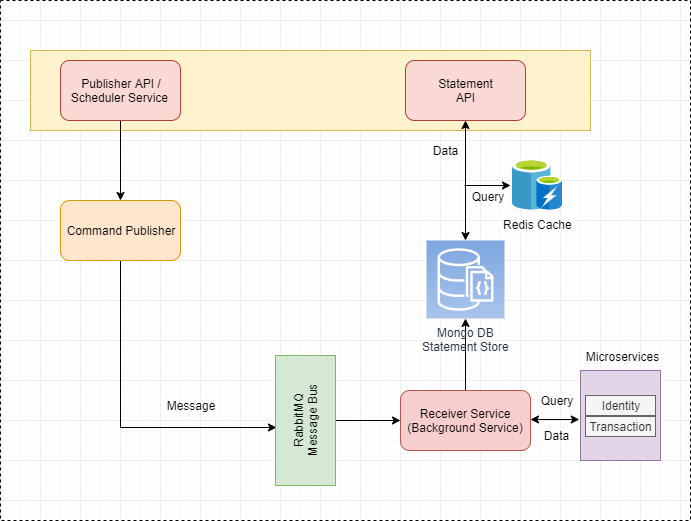 Publisher API /
Scheduler Service
Statement
API
Data
Query
Redis Cache
Command Publisher
Mongo DB
Statement Store
Microservices
Message
RabbitMQ
Message Bus
Receiver Service
(Background Service)
Query
Data
Identity
Transaction